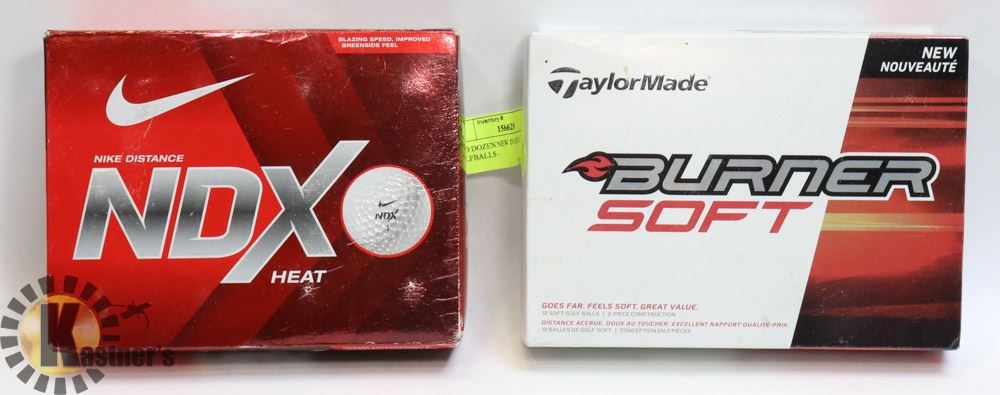 BLAZING SPEED, IMPROVED
GREENSIDE FEEL
NIKE DISTANCE
NDX
HEAT
NDX
Inventory #
156625
DOZEN NEW
LFBALLS -
TaylorMade
NEW
NOUVEAUTÉ
BURNER
SOFT
GOES FAR. FEELS SOFT. GREAT VALUE.
12 SOFT GOLF BALLS | 2-PIECE CONSTRUCTION
DISTANCE ACCRUE. DOUX AU TOUCHER. EXCELLENT RAPPORT QUALITÉ-PRIX.
12 BALLES DE GOLF SOFT | CONCEPTION EN 2 PIÈCES
Kastner's